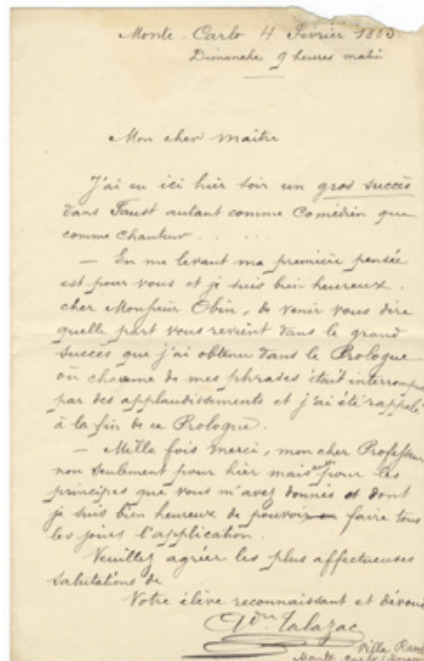 Monte-Carlo 4 Février 1883
Dimanche 9 heures matin
Mon cher Maître
J'ai eu ici hier soir un gros succès
dans Faust autant comme Comédien que
comme chanteur . . . .
— En me levant ma première pensée
est pour vous et je suis bien heureux,
cher Monsieur Obin, de venir vous dire
quelle part vous revient dans le grand
succès que j'ai obtenu dans le Prologue
où chacune de mes phrases était interrompue
par des applaudissements et j'ai été rappelé
à la fin de ce Prologue.
— Mille fois merci, mon cher Professeur
non seulement pour hier mais pour les
principes que vous m'avez donnés et dont
je suis bien heureux de pouvoir faire tous
les jours l'application.
Veuillez agréer les plus affectueuses
salutations de
Votre élève reconnaissant et dévoué
Talazac
Villa
Monte Carlo